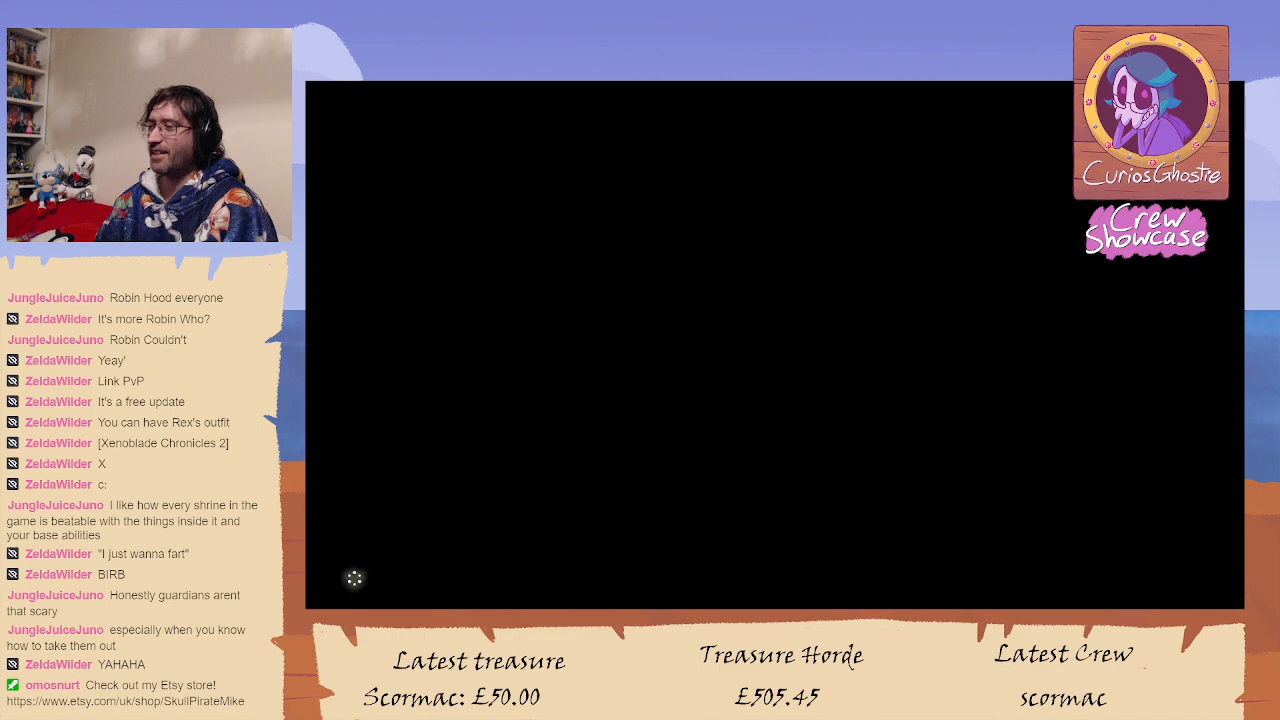 CuriosGhostie
Crew
Showcase
JungleJuiceJuno Robin Hood everyone
ZeldaWilder It's more Robin Who?
JungleJuiceJuno Robin Couldn't
ZeldaWilder Yeay'
ZeldaWilder Link PvP
ZeldaWilder It's a free update
ZeldaWilder You can have Rex's outfit
ZeldaWilder [Xenoblade Chronicles 2]
ZeldaWilder X
ZeldaWilder c:
JungleJuiceJuno I like how every shrine in the
game is beatable with the things inside it and
your base abilities
ZeldaWilder "I just wanna fart"
ZeldaWilder BIRB
JungleJuiceJuno Honestly guardians arent
that scary
JungleJuiceJuno especially when you know
how to take them out
ZeldaWilder YAHAHA
omosnurt Check out my Etsy store!
https://www.etsy.com/uk/shop/SkullPirateMike
Latest treasure
Scormac: £50.00
Treasure Horde
£505.45
Latest Crew
scormac